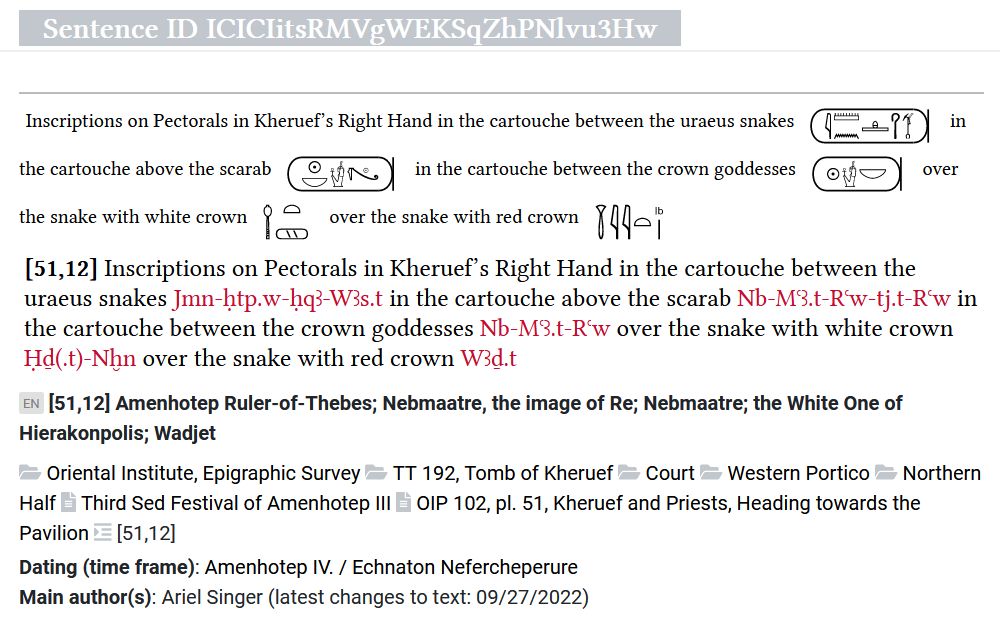 Sentence ID ICICIitsRMVgWEKSqZhPNlvu3Hw
Inscriptions on Pectorals in Kheruef’s Right Hand in the cartouche between the uraeus snakes in
the cartouche above the scarab in the cartouche between the crown goddesses over
the snake with white crown over the snake with red crown lb
[51,12] Inscriptions on Pectorals in Kheruef’s Right Hand in the cartouche between the
uraeus snakes Jmn-ḥtp.w-ḥqꜣ-Wꜣs.t in the cartouche above the scarab Nb-Mꜥꜣ.t-Rꜥw-tj.t-Rꜥw in
the cartouche between the crown goddesses Nb-Mꜥꜣ.t-Rꜥw over the snake with white crown
Ḥḏ(.t)-Nḫn over the snake with red crown Wꜣḏ.t
EN [51,12] Amenhotep Ruler-of-Thebes; Nebmaatre, the image of Re; Nebmaatre; the White One of
Hierakonpolis; Wadjet
Oriental Institute, Epigraphic Survey TT 192, Tomb of Kheruef Court Western Portico Northern
Half Third Sed Festival of Amenhotep III OIP 102, pl. 51, Kheruef and Priests, Heading towards the
Pavilion [51,12]
Dating (time frame): Amenhotep IV. / Echnaton Nefercheperure
Main author(s): Ariel Singer (latest changes to text: 09/27/2022)